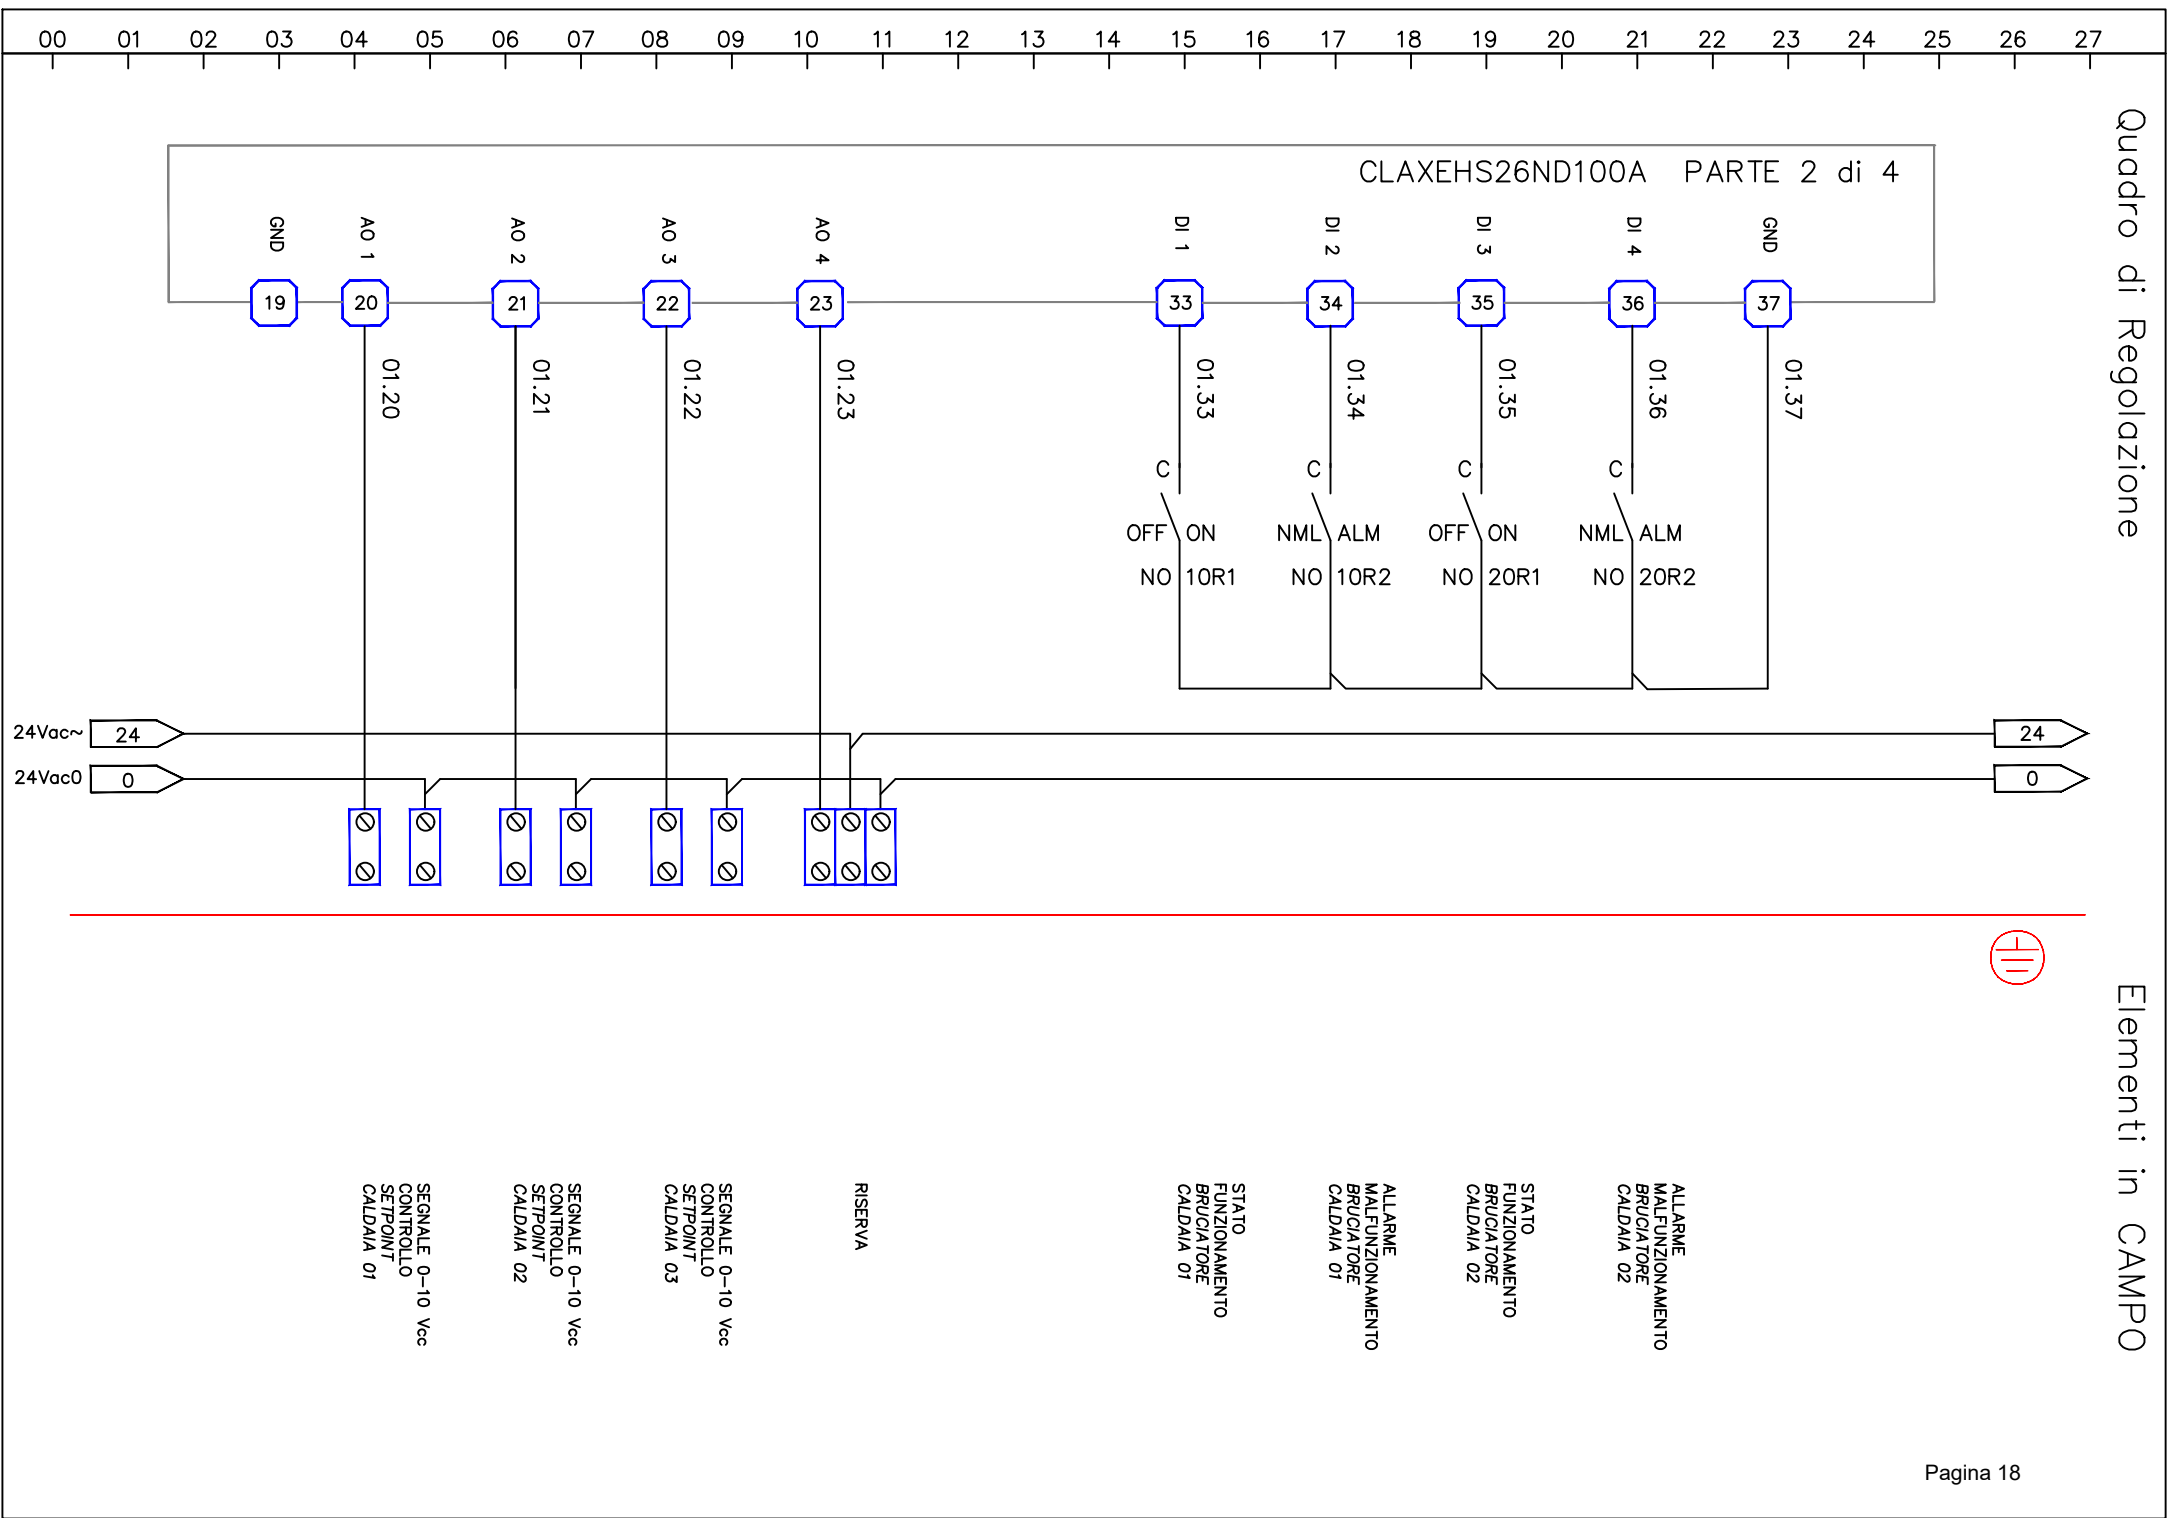 00 01 02 03 04 05 06 07 08 09 10 11 12 13 14 15 16 17 18 19 20 21 22 23 24 25 26 27
Quadro di Regolazione
CLAXEHS26ND100A PARTE 2 di 4
GND AO 1 AO 2 AO 3 AO 4 DI 1 DI 2 DI 3 DI 4 GND
19 20 21 22 23 33 34 35 36 37
01.20 01.21 01.22 01.23 01.33 01.34 01.35 01.36 01.37
C C C C
OFF ON NML ALM OFF ON NML ALM
NO 10R1 NO 10R2 NO 20R1 NO 20R2
24Vac~ 24 24
24Vac0 0 0
Elementi in CAMPO
SEGNALE 0-10 Vcc
CONTROLLO
SETPOINT
CALDAIA 01
SEGNALE 0-10 Vcc
CONTROLLO
SETPOINT
CALDAIA 02
SEGNALE 0-10 Vcc
CONTROLLO
SETPOINT
CALDAIA 03
RISERVA
STATO
FUNZIONAMENTO
BRUCIATORE
CALDAIA 01
ALLARME
MALFUNZIONAMENTO
BRUCIATORE
CALDAIA 01
STATO
FUNZIONAMENTO
BRUCIATORE
CALDAIA 02
ALLARME
MALFUNZIONAMENTO
BRUCIATORE
CALDAIA 02
Pagina 18